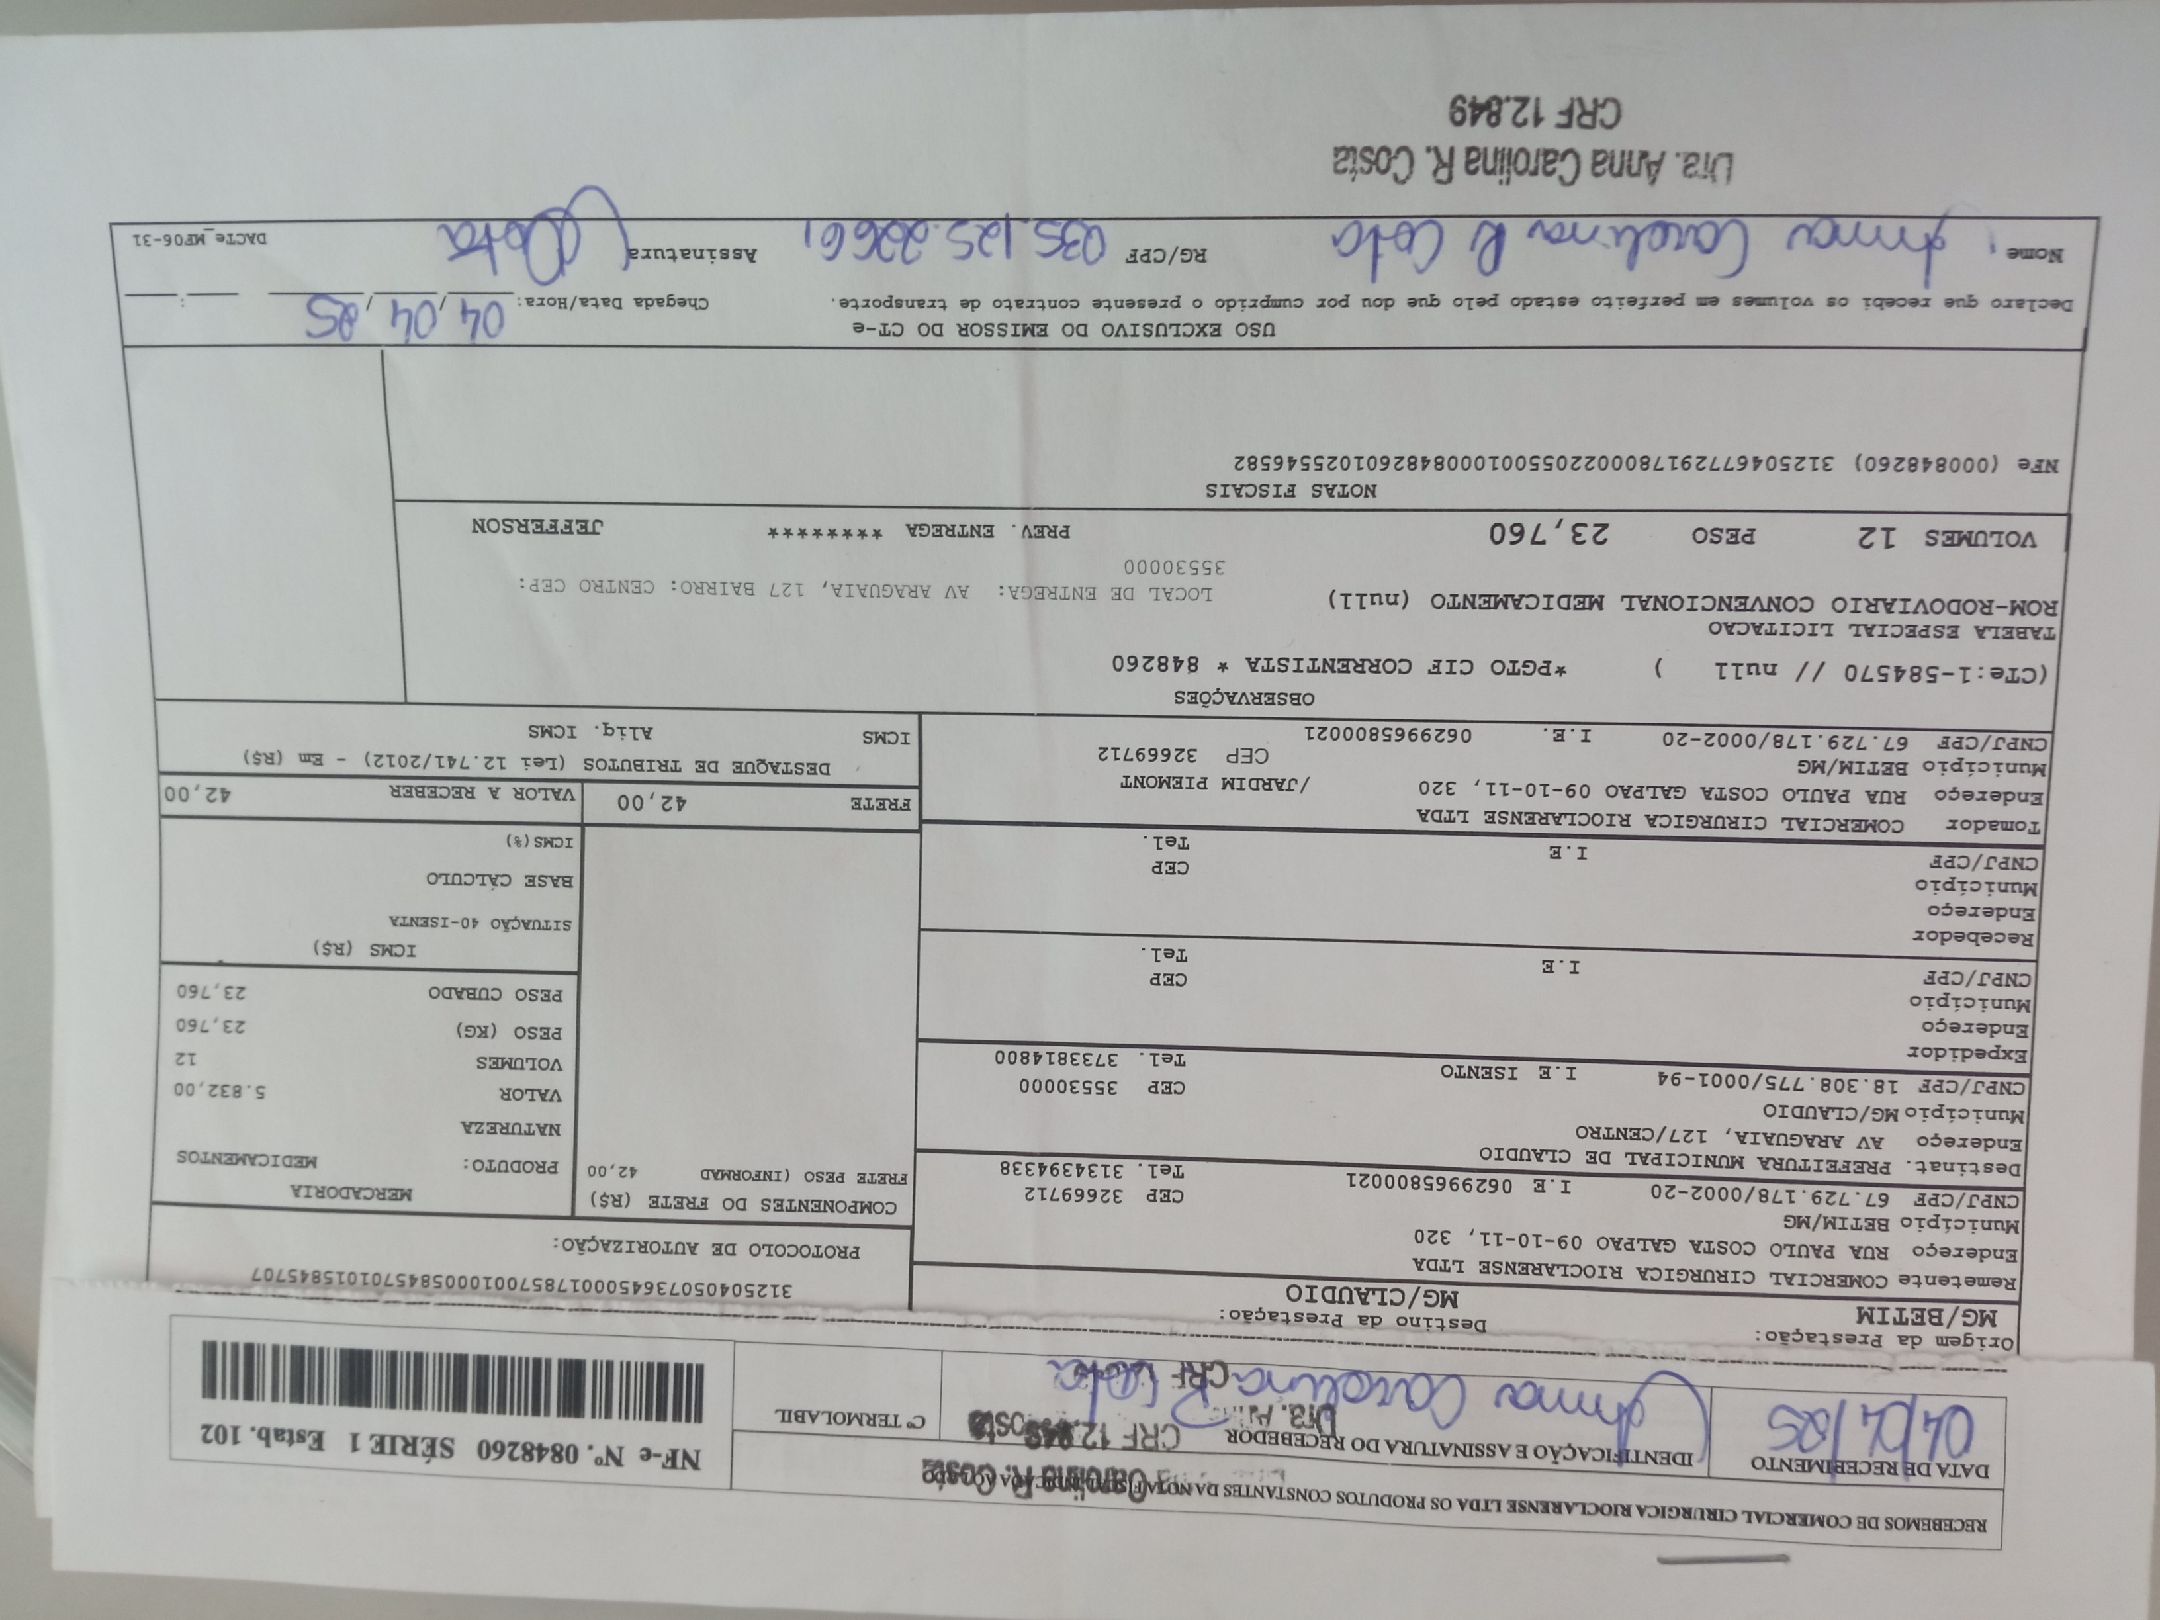 RECEBEMOS DE COMERCIAL CIRURGICA RIOCLARENSE LTDA OS PRODUTOS CONSTANTES DA NOTA FISCAL
Carolina R. Costa
DATA DE RECEBIMENTO
04/04/25
IDENTIFICAÇÃO E ASSINATURA DO RECEBEDOR
CRF 12.849
Dra.
Anna Carolina R Costa
CRF
Cº TERMOLABIL
NF-e Nº. 0848260 SÉRIE 1 Estab. 102
Origem da Prestação:
MG/BETIM
Destino da Prestação:
MG/CLAUDIO
31250405073645000178570010005845701015845707
PROTOCOLO DE AUTORIZAÇÃO:
Remetente COMERCIAL CIRURGICA RIOCLARENSE LTDA
Endereço RUA PAULO COSTA GALPAO 09-10-11, 320
Município BETIM/MG CEP 32669712
CNPJ/CPF 67.729.178/0002-20 I.E 0629965800021 Tel. 3134394338
Destinat. PREFEITURA MUNICIPAL DE CLAUDIO
Endereço AV ARAGUAIA, 127/CENTRO
Município MG/CLAUDIO CEP 35530000
CNPJ/CPF 18.308.775/0001-94 I.E ISENTO Tel. 3733814800
Expedidor
Endereço
Município CEP
CNPJ/CPF I.E Tel.
Recebedor
Endereço
Município CEP
CNPJ/CPF I.E Tel.
Tomador COMERCIAL CIRURGICA RIOCLARENSE LTDA
Endereço RUA PAULO COSTA GALPAO 09-10-11, 320 /JARDIM PIEMONT
Município BETIM/MG CEP 32669712
CNPJ/CPF 67.729.178/0002-20 I.E. 0629965800021
COMPONENTES DO FRETE (R$)
FRETE PESO (INFORMAD 42,00
MERCADORIA
PRODUTO: MEDICAMENTOS
NATUREZA
VALOR 5.832,00
VOLUMES 12
PESO (KG) 23,760
PESO CUBADO 23,760
ICMS (R$)
SITUAÇÃO 40-ISENTA
BASE CÁLCULO
ICMS(%)
FRETE 42,00
VALOR A RECEBER 42,00
DESTAQUE DE TRIBUTOS (Lei 12.741/2012) - Em (R$)
ICMS Aliq. ICMS
OBSERVAÇÕES
(CTe:1-584570 // null ) *PGTO CIF CORRENTISTA * 848260
TABELA ESPECIAL LICITACAO
ROM-RODOVIARIO CONVENCIONAL MEDICAMENTO (null)
LOCAL DE ENTREGA: AV ARAGUAIA, 127 BAIRRO: CENTRO CEP:
35530000
VOLUMES 12 PESO 23,760 PREV. ENTREGA ******** JEFFERSON
NOTAS FISCAIS
NFe (000848260) 31250467729178000220550010008482601025546582
USO EXCLUSIVO DO EMISSOR DO CT-e
Declaro que recebi os volumes em perfeito estado pelo que dou por cumprido o presente contrato de transporte.
Chegada Data/Hora: 04/04/25 __:__
Nome Anna Carolina R Costa RG/CPF 035.125.226 61 Assinatura Costa
DACTe_MF06-31
Dra. Anna Carolina R. Costa
CRF 12.849